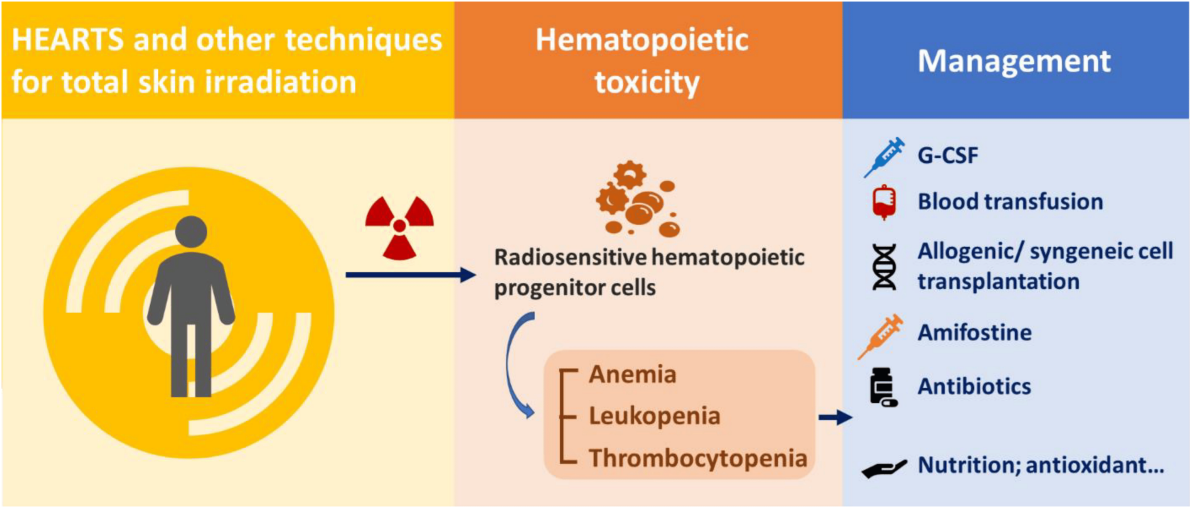 HEARTS and other techniques
for total skin irradiation
Hematopoietic
toxicity
Radiosensitive hematopoietic
progenitor cells
Anemia
Leukopenia
Thrombocytopenia
Management
G-CSF
Blood transfusion
Allogenic/ syngeneic cell
transplantation
Amifostine
Antibiotics
Nutrition; antioxidant...